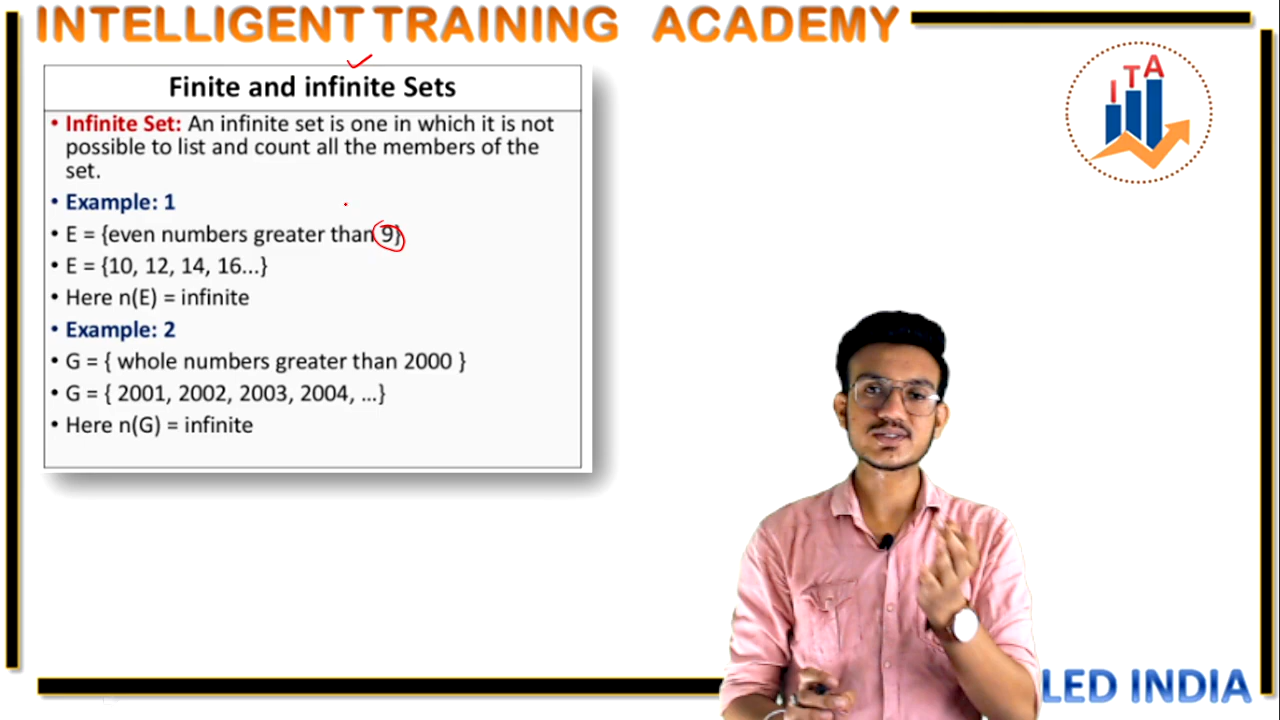 INTELLIGENT TRAINING ACADEMY
I T A
Finite and infinite Sets
• Infinite Set: An infinite set is one in which it is not
possible to list and count all the members of the
set.
• Example: 1
• E = {even numbers greater than 9}
• E = {10, 12, 14, 16...}
• Here n(E) = infinite
• Example: 2
• G = { whole numbers greater than 2000 }
• G = { 2001, 2002, 2003, 2004, ...}
• Here n(G) = infinite
LED INDIA